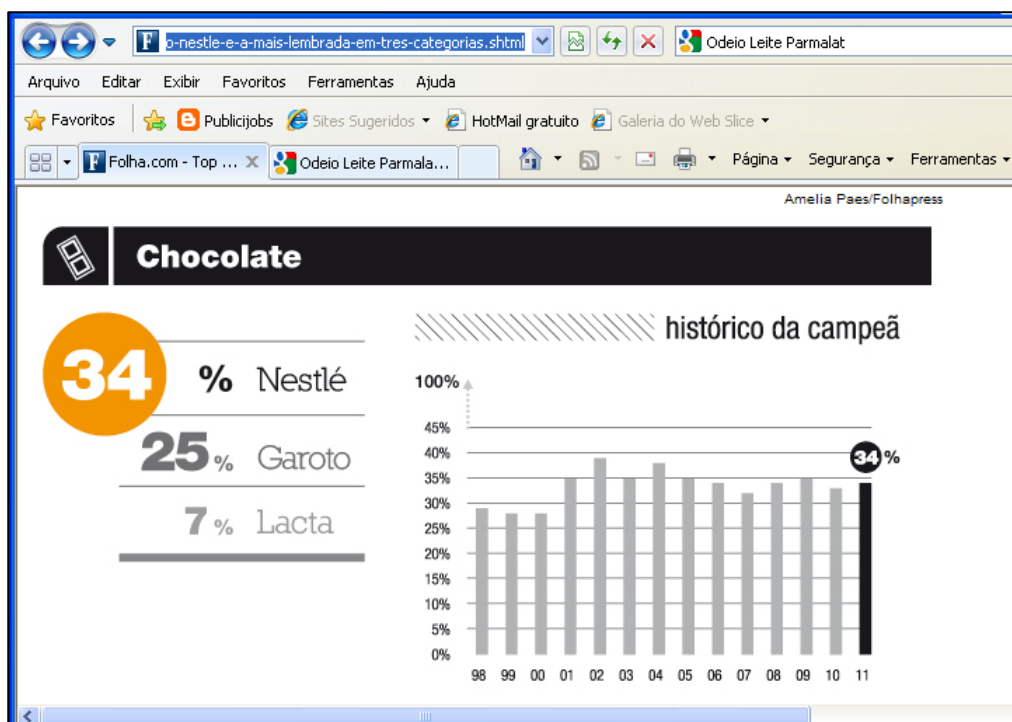 o-nestle-e-a-mais-lembrada-em-tres-categorias.shtml
Odeio Leite Parmalat
Arquivo Editar Exibir Favoritos Ferramentas Ajuda
Favoritos Publicijobs Sites Sugeridos HotMail gratuito Galeria do Web Slice
Folha.com - Top ... Odeio Leite Parmala... Página Segurança Ferramentas
Amelia Paes/Folhapress
Chocolate
34 % Nestlé
25 % Garoto
7 % Lacta
histórico da campeã
100%
45%
40%
34 %
35%
30%
25%
20%
15%
10%
5%
0%
98 99 00 01 02 03 04 05 06 07 08 09 10 11